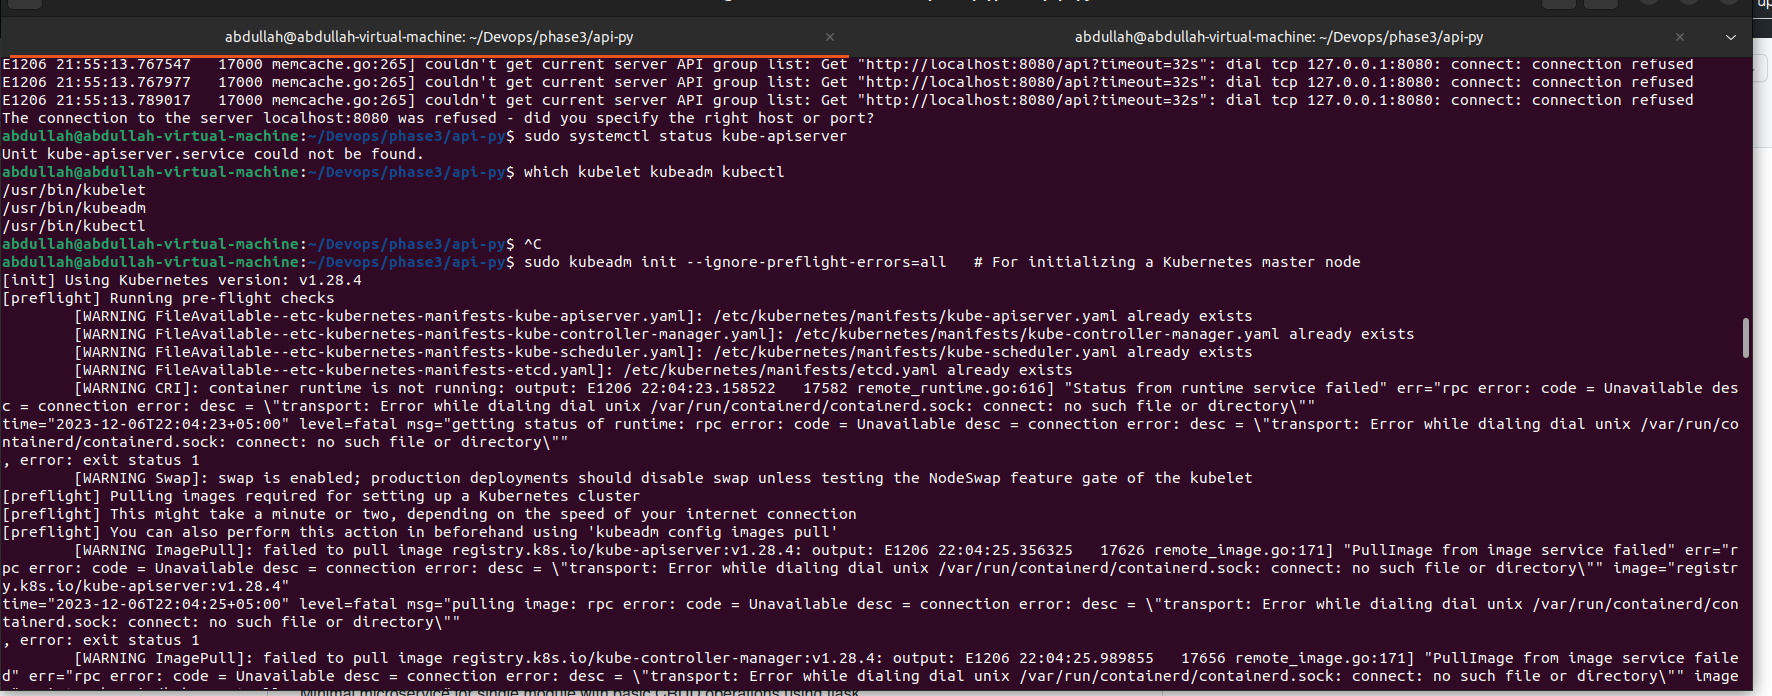 abdullah@abdullah-virtual-machine: ~/Devops/phase3/api-py × abdullah@abdullah-virtual-machine: ~/Devops/phase3/api-py ×
E1206 21:55:13.767547   17000 memcache.go:265] couldn't get current server API group list: Get "http://localhost:8080/api?timeout=32s": dial tcp 127.0.0.1:8080: connect: connection refused
E1206 21:55:13.767977   17000 memcache.go:265] couldn't get current server API group list: Get "http://localhost:8080/api?timeout=32s": dial tcp 127.0.0.1:8080: connect: connection refused
E1206 21:55:13.789017   17000 memcache.go:265] couldn't get current server API group list: Get "http://localhost:8080/api?timeout=32s": dial tcp 127.0.0.1:8080: connect: connection refused
The connection to the server localhost:8080 was refused - did you specify the right host or port?
abdullah@abdullah-virtual-machine:~/Devops/phase3/api-py$ sudo systemctl status kube-apiserver
Unit kube-apiserver.service could not be found.
abdullah@abdullah-virtual-machine:~/Devops/phase3/api-py$ which kubelet kubeadm kubectl
/usr/bin/kubelet
/usr/bin/kubeadm
/usr/bin/kubectl
abdullah@abdullah-virtual-machine:~/Devops/phase3/api-py$ ^C
abdullah@abdullah-virtual-machine:~/Devops/phase3/api-py$ sudo kubeadm init --ignore-preflight-errors=all   # For initializing a Kubernetes master node
[init] Using Kubernetes version: v1.28.4
[preflight] Running pre-flight checks
        [WARNING FileAvailable--etc-kubernetes-manifests-kube-apiserver.yaml]: /etc/kubernetes/manifests/kube-apiserver.yaml already exists
        [WARNING FileAvailable--etc-kubernetes-manifests-kube-controller-manager.yaml]: /etc/kubernetes/manifests/kube-controller-manager.yaml already exists
        [WARNING FileAvailable--etc-kubernetes-manifests-kube-scheduler.yaml]: /etc/kubernetes/manifests/kube-scheduler.yaml already exists
        [WARNING FileAvailable--etc-kubernetes-manifests-etcd.yaml]: /etc/kubernetes/manifests/etcd.yaml already exists
        [WARNING CRI]: container runtime is not running: output: E1206 22:04:23.158522   17582 remote_runtime.go:616] "Status from runtime service failed" err="rpc error: code = Unavailable des
c = connection error: desc = \"transport: Error while dialing dial unix /var/run/containerd/containerd.sock: connect: no such file or directory\""
time="2023-12-06T22:04:23+05:00" level=fatal msg="getting status of runtime: rpc error: code = Unavailable desc = connection error: desc = \"transport: Error while dialing dial unix /var/run/co
ntainerd/containerd.sock: connect: no such file or directory\""
, error: exit status 1
        [WARNING Swap]: swap is enabled; production deployments should disable swap unless testing the NodeSwap feature gate of the kubelet
[preflight] Pulling images required for setting up a Kubernetes cluster
[preflight] This might take a minute or two, depending on the speed of your internet connection
[preflight] You can also perform this action in beforehand using 'kubeadm config images pull'
        [WARNING ImagePull]: failed to pull image registry.k8s.io/kube-apiserver:v1.28.4: output: E1206 22:04:25.356325   17626 remote_image.go:171] "PullImage from image service failed" err="r
pc error: code = Unavailable desc = connection error: desc = \"transport: Error while dialing dial unix /var/run/containerd/containerd.sock: connect: no such file or directory\"" image="registr
y.k8s.io/kube-apiserver:v1.28.4"
time="2023-12-06T22:04:25+05:00" level=fatal msg="pulling image: rpc error: code = Unavailable desc = connection error: desc = \"transport: Error while dialing dial unix /var/run/containerd/con
tainerd.sock: connect: no such file or directory\""
, error: exit status 1
        [WARNING ImagePull]: failed to pull image registry.k8s.io/kube-controller-manager:v1.28.4: output: E1206 22:04:25.989855   17656 remote_image.go:171] "PullImage from image service faile
d" err="rpc error: code = Unavailable desc = connection error: desc = \"transport: Error while dialing dial unix /var/run/containerd/containerd.sock: connect: no such file or directory\"" image